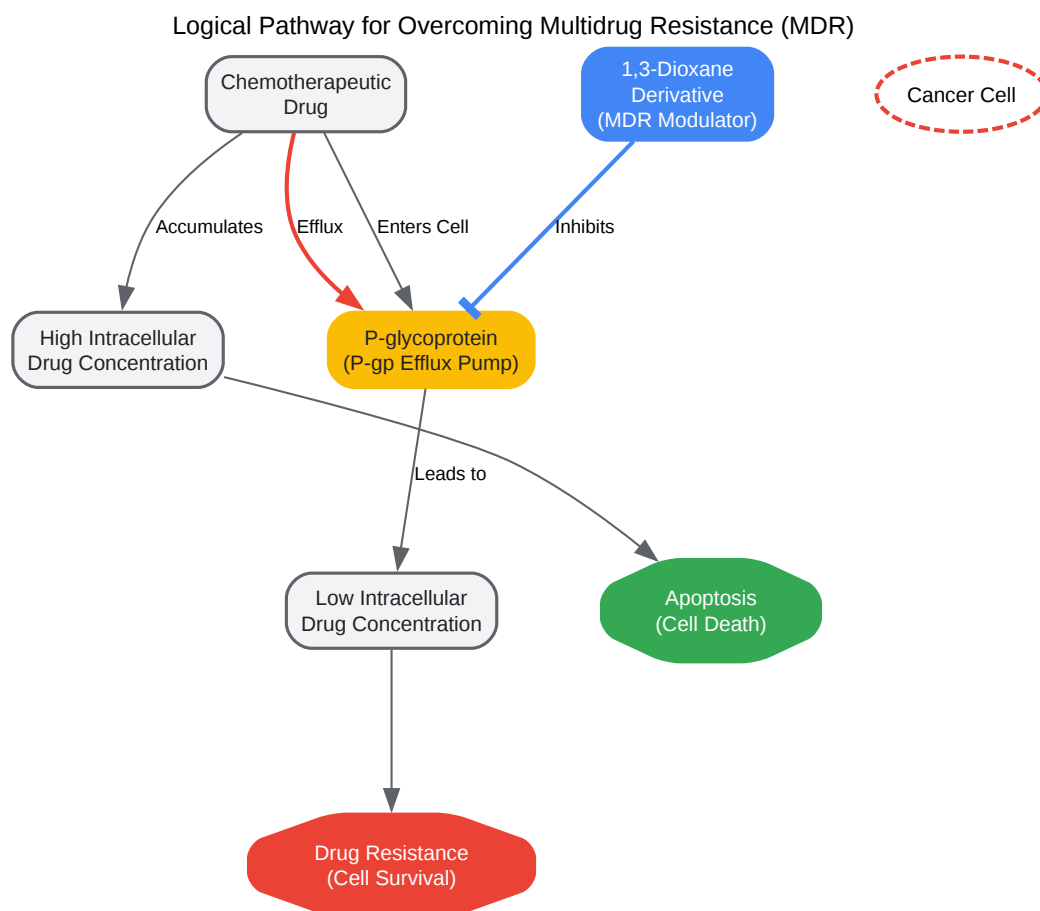 Logical Pathway for Overcoming Multidrug Resistance (MDR)
Chemotherapeutic
Drug
1,3-Dioxane
Derivative
(MDR Modulator)
Cancer Cell
Accumulates
Efflux
Enters Cell
Inhibits
High Intracellular
Drug Concentration
P-glycoprotein
(P-gp Efflux Pump)
Leads to
Low Intracellular
Drug Concentration
Apoptosis
(Cell Death)
Drug Resistance
(Cell Survival)